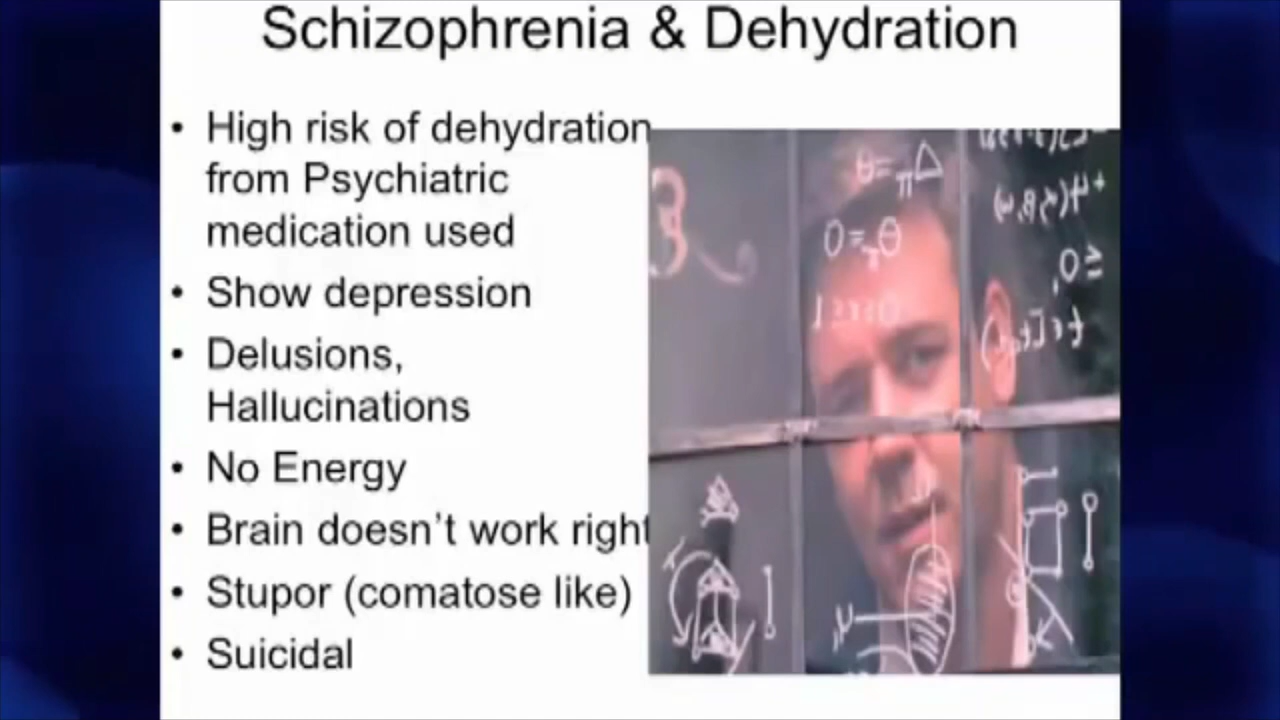 Schizophrenia & Dehydration
• High risk of dehydration
from Psychiatric
medication used
• Show depression
• Delusions,
Hallucinations
• No Energy
• Brain doesn't work right
• Stupor (comatose like)
• Suicidal